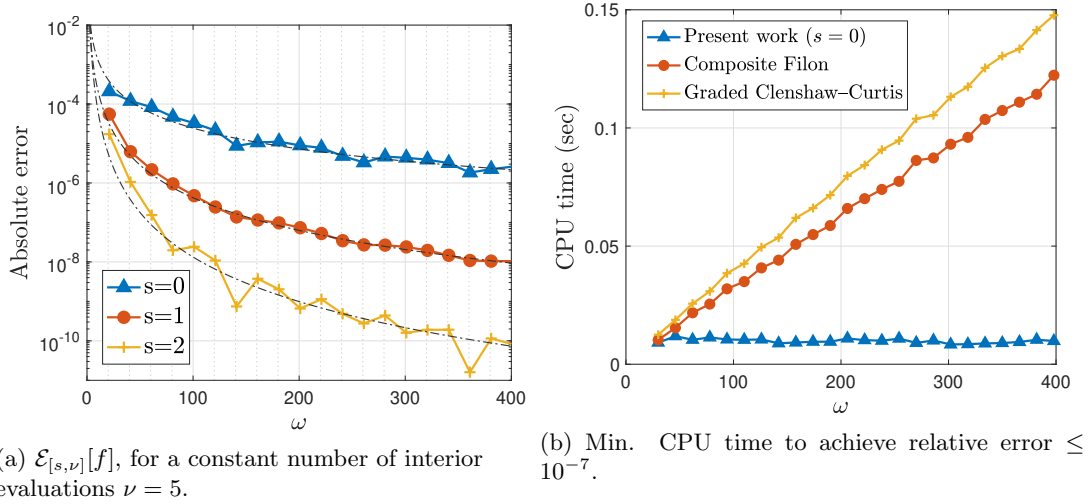 10^{-2}
10^{-4}
10^{-6}
10^{-8}
10^{-10}
Absolute error
s=0
s=1
s=2
0 100 200 300 400
ω
(a) $\mathcal{E}_{[s,\nu]}[f]$, for a constant number of interior
evaluations ν = 5.
0.15
0.1
0.05
0
CPU time (sec)
Present work (s = 0)
Composite Filon
Graded Clenshaw–Curtis
0 100 200 300 400
ω
(b) Min. CPU time to achieve relative error ≤
10^{-7}.